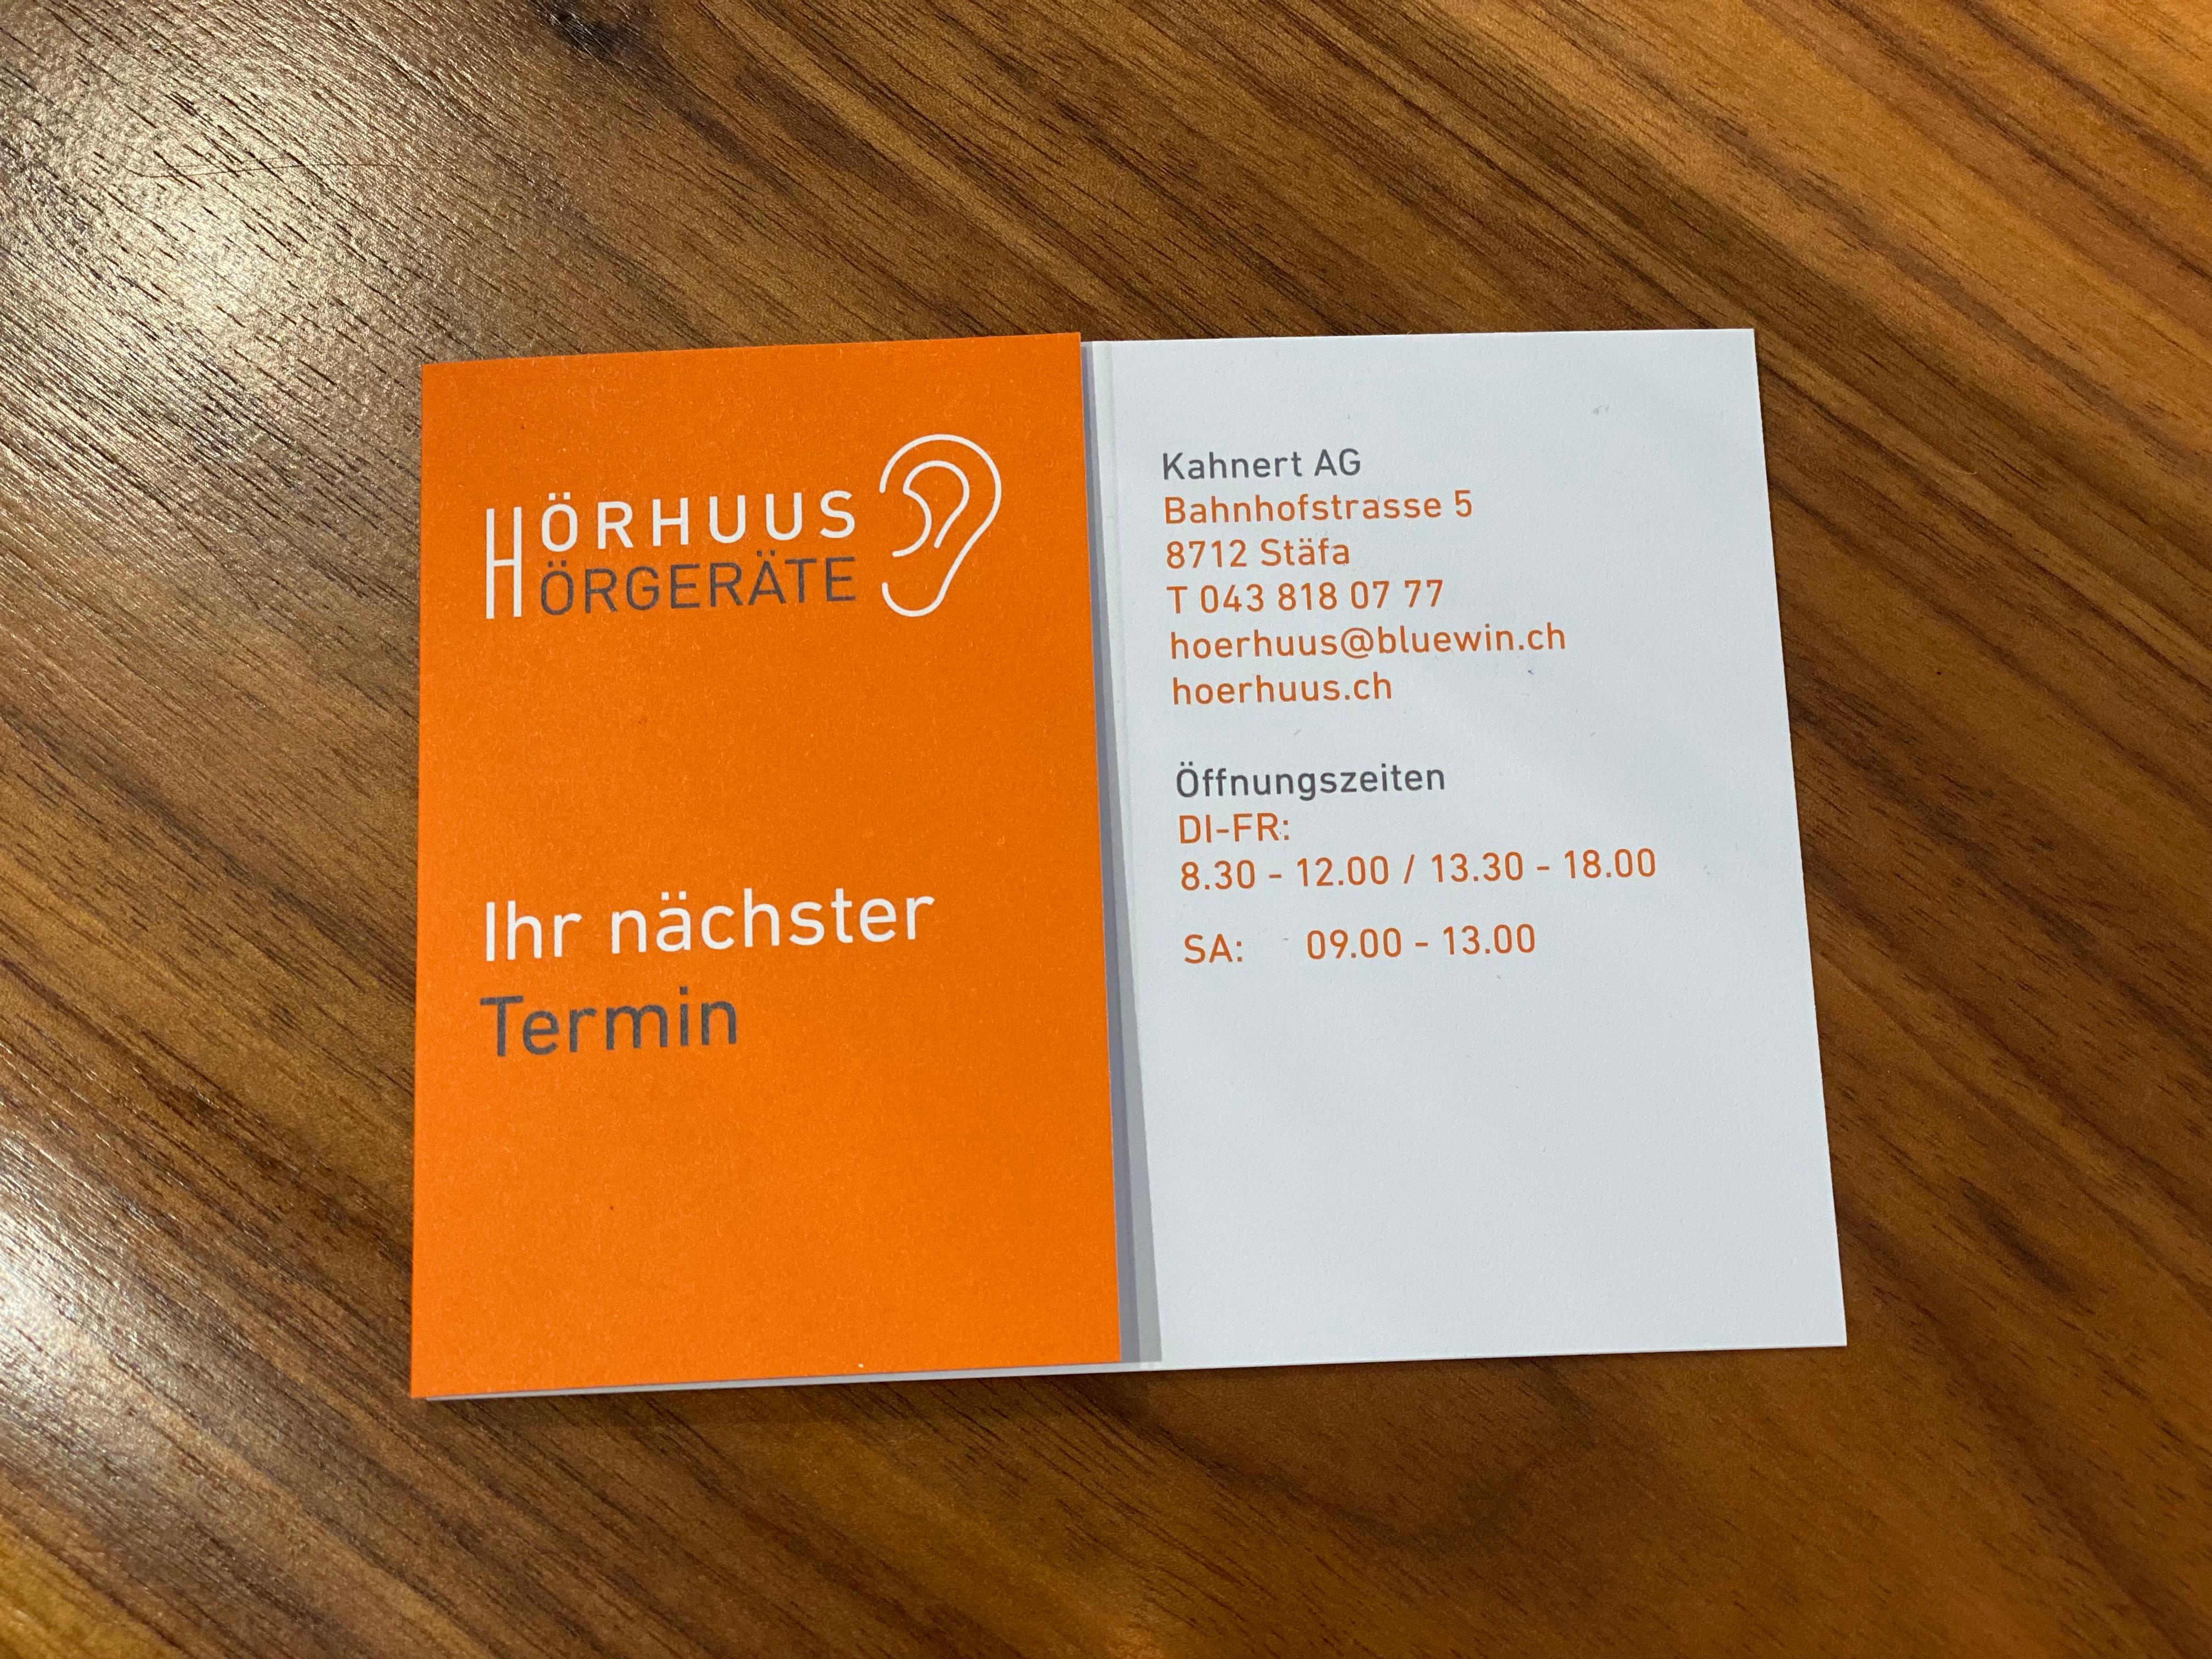 HÖRHUUS
HÖRGERÄTE
Ihr nächster
Termin
Kahnert AG
Bahnhofstrasse 5
8712 Stäfa
T 043 818 07 77
hoerhuus@bluewin.ch
hoerhuus.ch
Öffnungszeiten
DI-FR:
8.30 - 12.00 / 13.30 - 18.00
SA: 09.00 - 13.00